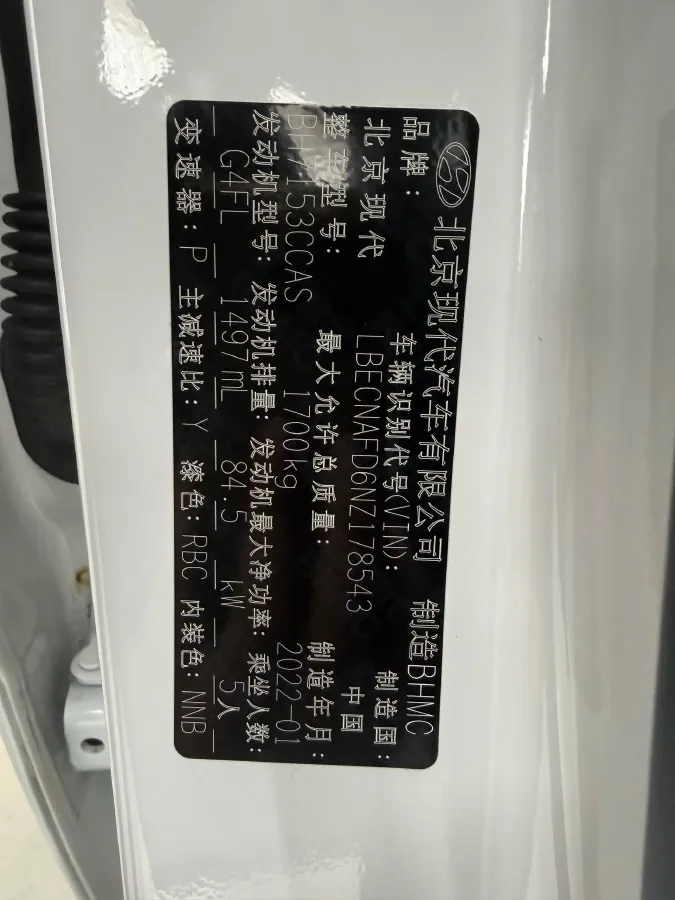 北京现代汽车有限公司 制造BHMC
品牌: 车辆识别代号(VIN): 制造国:
北京现代 LBECNAFD6NZ178543 中国
整车型号: 最大允许总质量: 制造年月:
BH7153CCAS 1700kg 2022-01
发动机型号: 发动机排量: 发动机最大净功率: 乘坐人数:
G4FL 1497mL 84.5 kW 5人
变速器: P 主减速比: Y 漆色: RBC 内装色: NNB